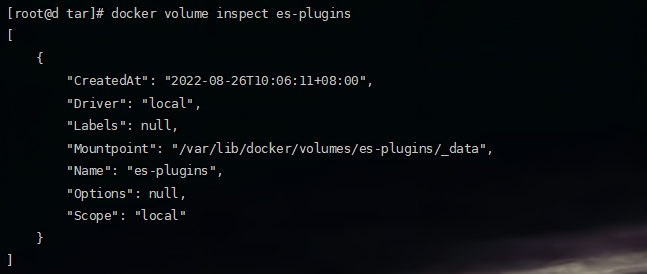 [root@d tar]# docker volume inspect es-plugins
[
    {
        "CreatedAt": "2022-08-26T10:06:11+08:00",
        "Driver": "local",
        "Labels": null,
        "Mountpoint": "/var/lib/docker/volumes/es-plugins/_data",
        "Name": "es-plugins",
        "Options": null,
        "Scope": "local"
    }
]